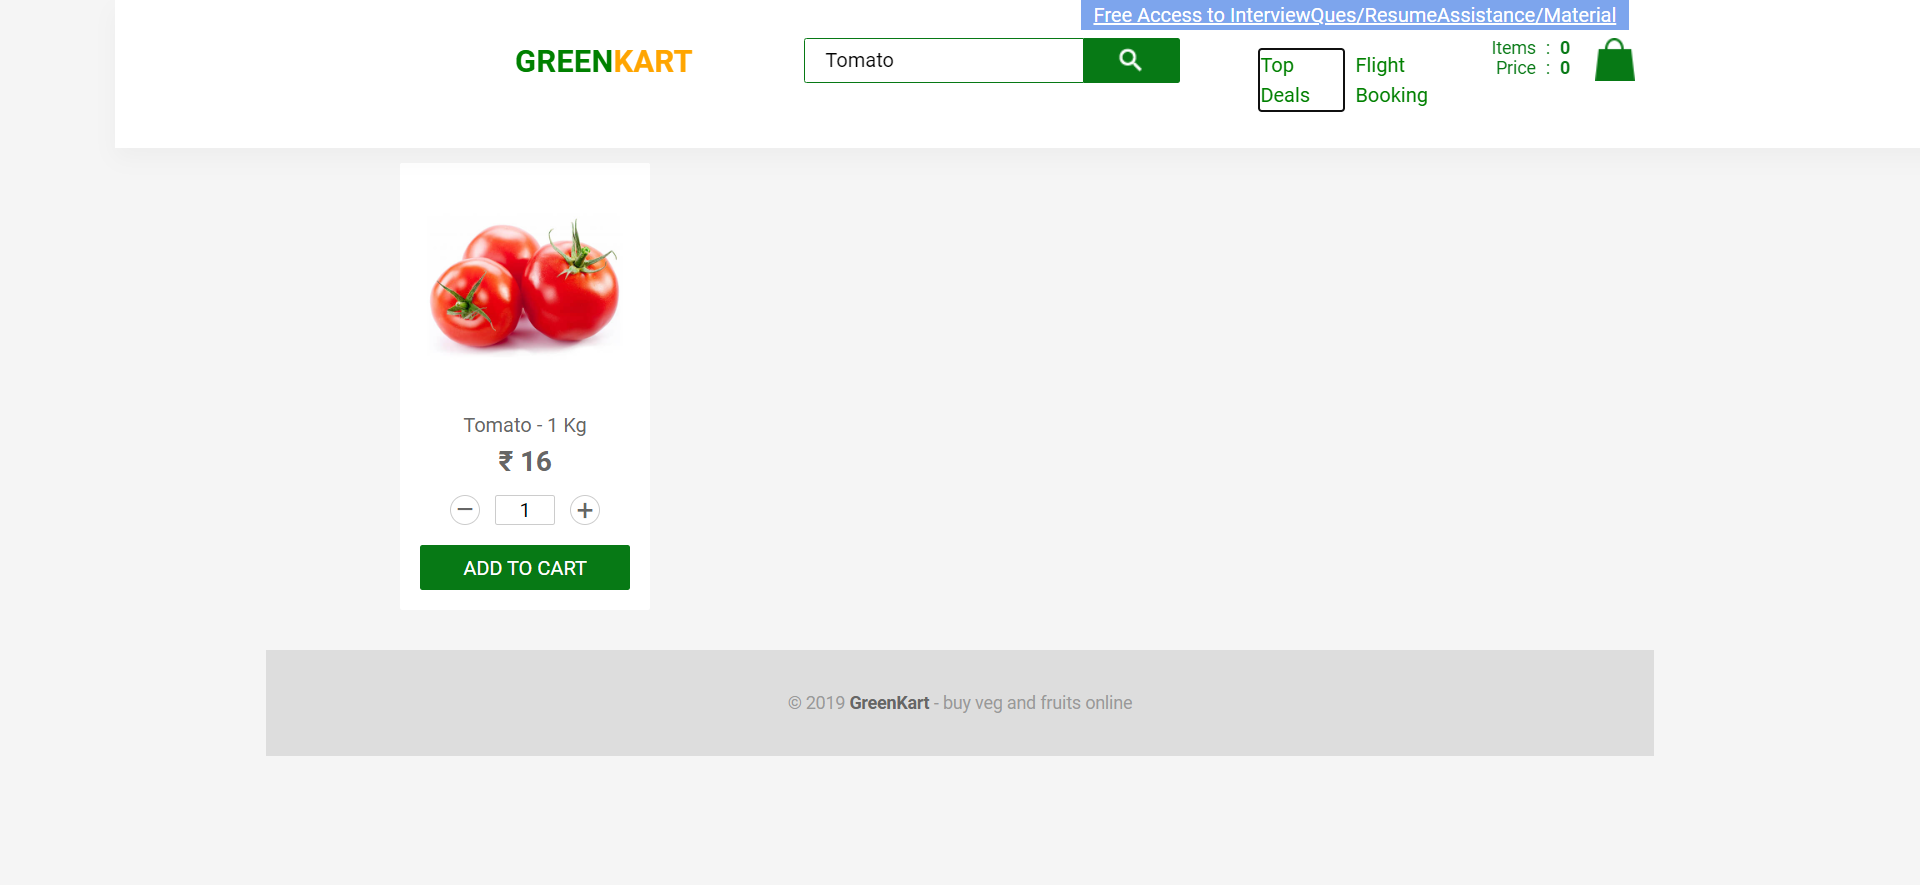 Free Access to InterviewQues/ResumeAssistance/Material
GREENKART
Tomato
Top
Deals
Flight
Booking
Items : 0
Price : 0
Tomato - 1 Kg
₹ 16
− 1 +
ADD TO CART
© 2019 GreenKart - buy veg and fruits online